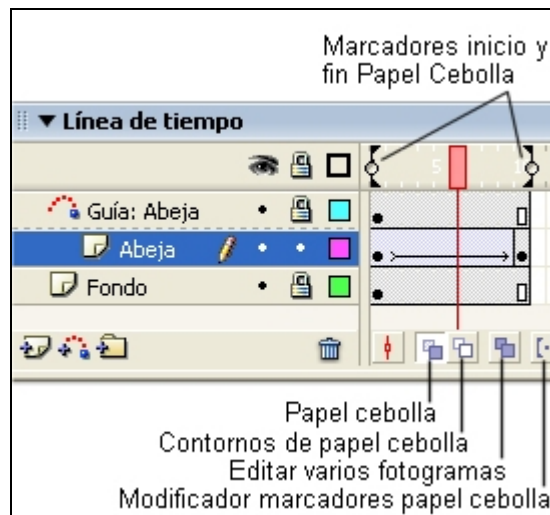 Marcadores inicio y
fin Papel Cebolla
Línea de tiempo
5 1
Guía: Abeja
Abeja
Fondo
Papel cebolla
Contornos de papel cebolla
Editar varios fotogramas
Modificador marcadores papel cebolla